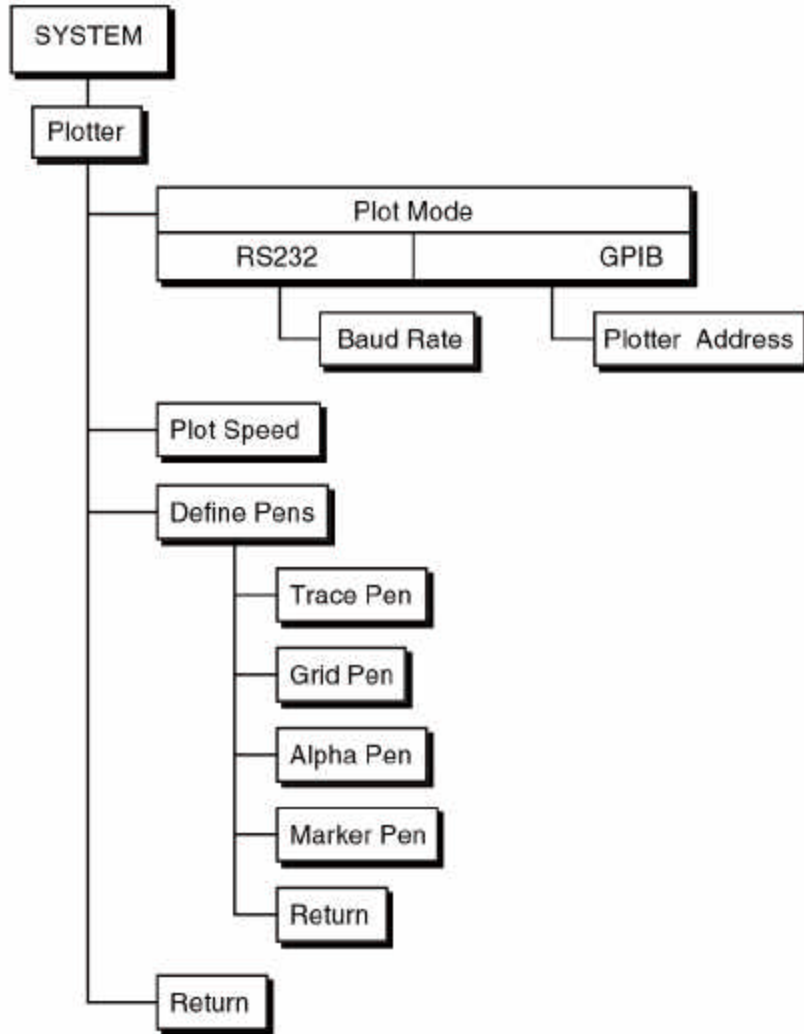 SYSTEM
Plotter
Plot Mode
RS232 GPIB
Baud Rate Plotter Address
Plot Speed
Define Pens
Trace Pen
Grid Pen
Alpha Pen
Marker Pen
Return
Return